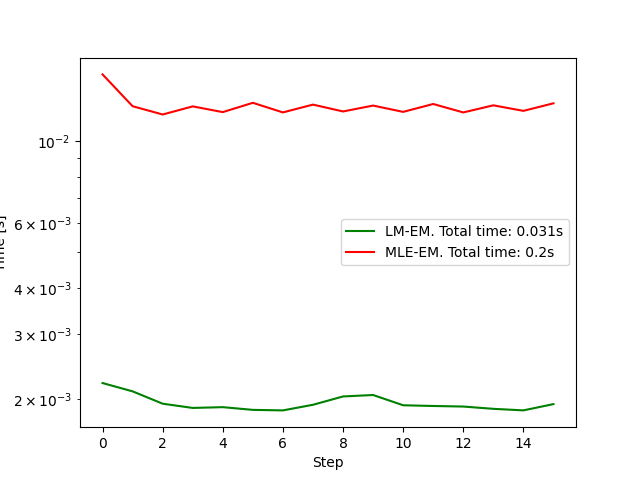 Time [s]
10⁻²
6 × 10⁻³
4 × 10⁻³
3 × 10⁻³
2 × 10⁻³
LM-EM. Total time: 0.031s
MLE-EM. Total time: 0.2s
0 2 4 6 8 10 12 14
Step